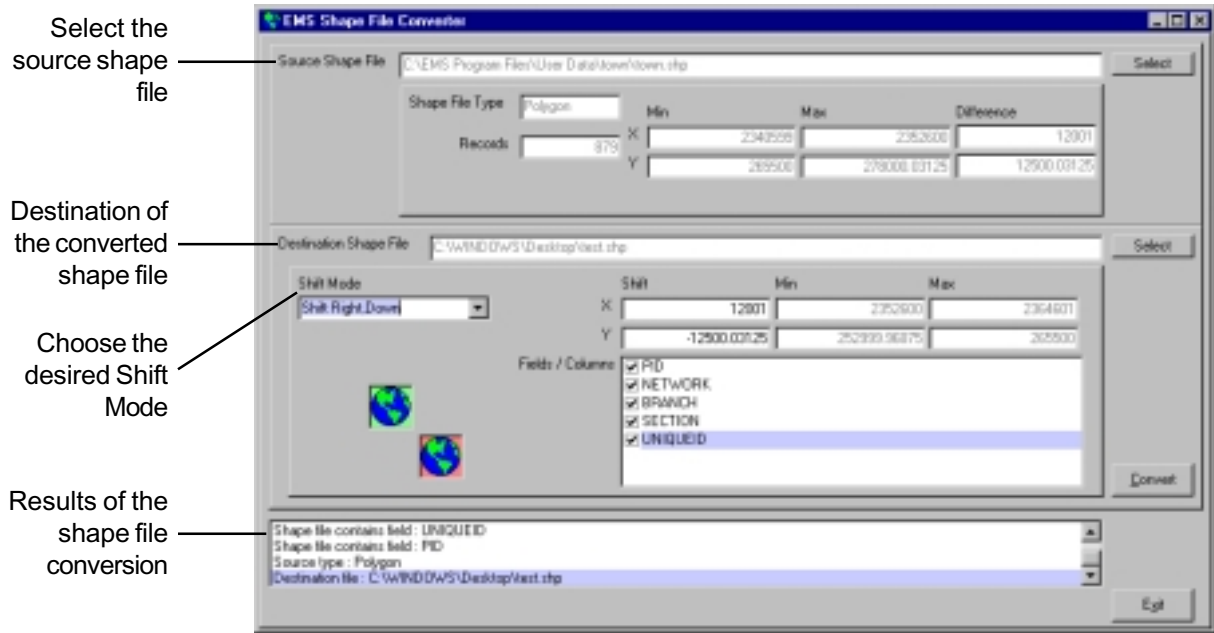 EMS Shape File Converter
Select the
source shape
file
Source Shape File C:\EMS Program Files\User Data\town\town.shp Select
Shape File Type Polygon
Min Max Difference
Records 879
X 2340599 2352600 12001
Y 265500 278000.03125 12500.03125
Destination of
the converted
shape file
Destination Shape File C:\WINDOWS\Desktop\test.shp Select
Shift Mode
Shift Right,Down
Shift Min Max
X 12001 2352600 2364601
Y -12500.03125 252999.96875 265500
Choose the
desired Shift
Mode
Fields / Columns
PID
NETWORK
BRANCH
SECTION
UNIQUEID
Convert
Results of the
shape file
conversion
Shape file contains field : UNIQUEID
Shape file contains field : PID
Source type : Polygon
Destination file : C:\WINDOWS\Desktop\test.shp
Exit